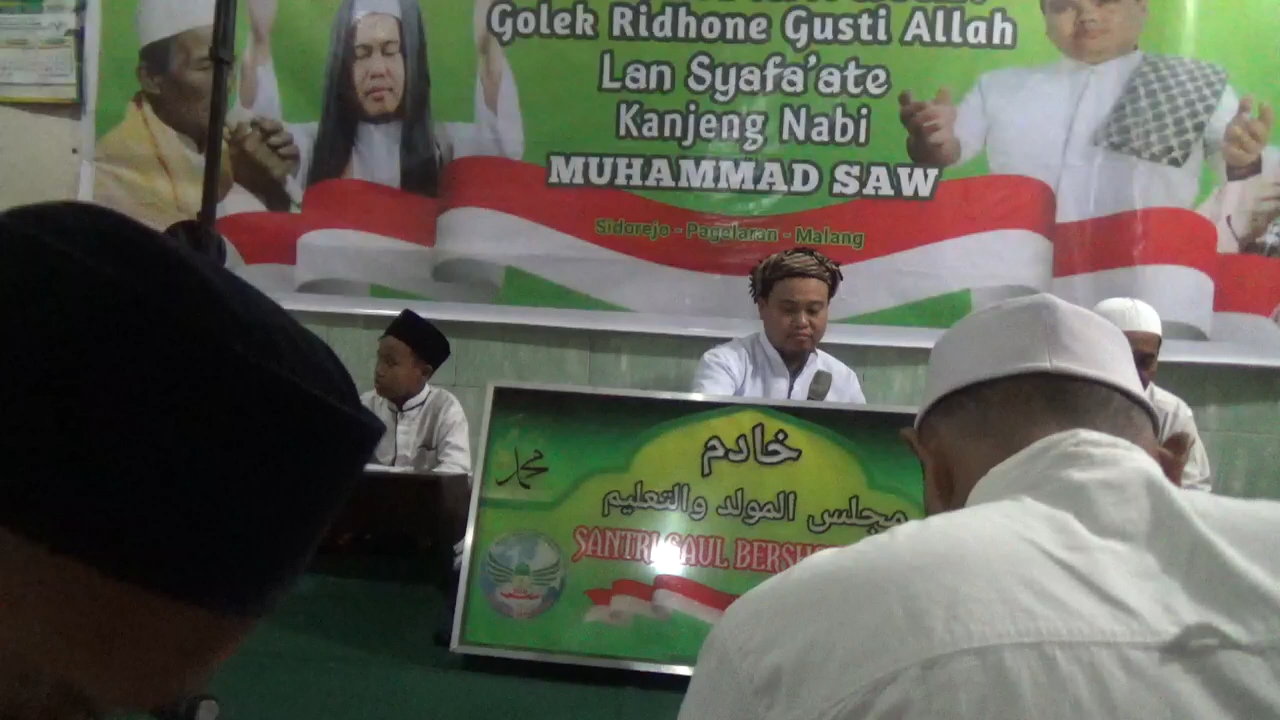 Golek Ridhone Gusti Allah
Lan Syafa'ate
Kanjeng Nabi
MUHAMMAD SAW
Sidorejo - Pagelaran - Malang
خادم
محمد
مجلس المولد والتعليم
SANTRI GAUL